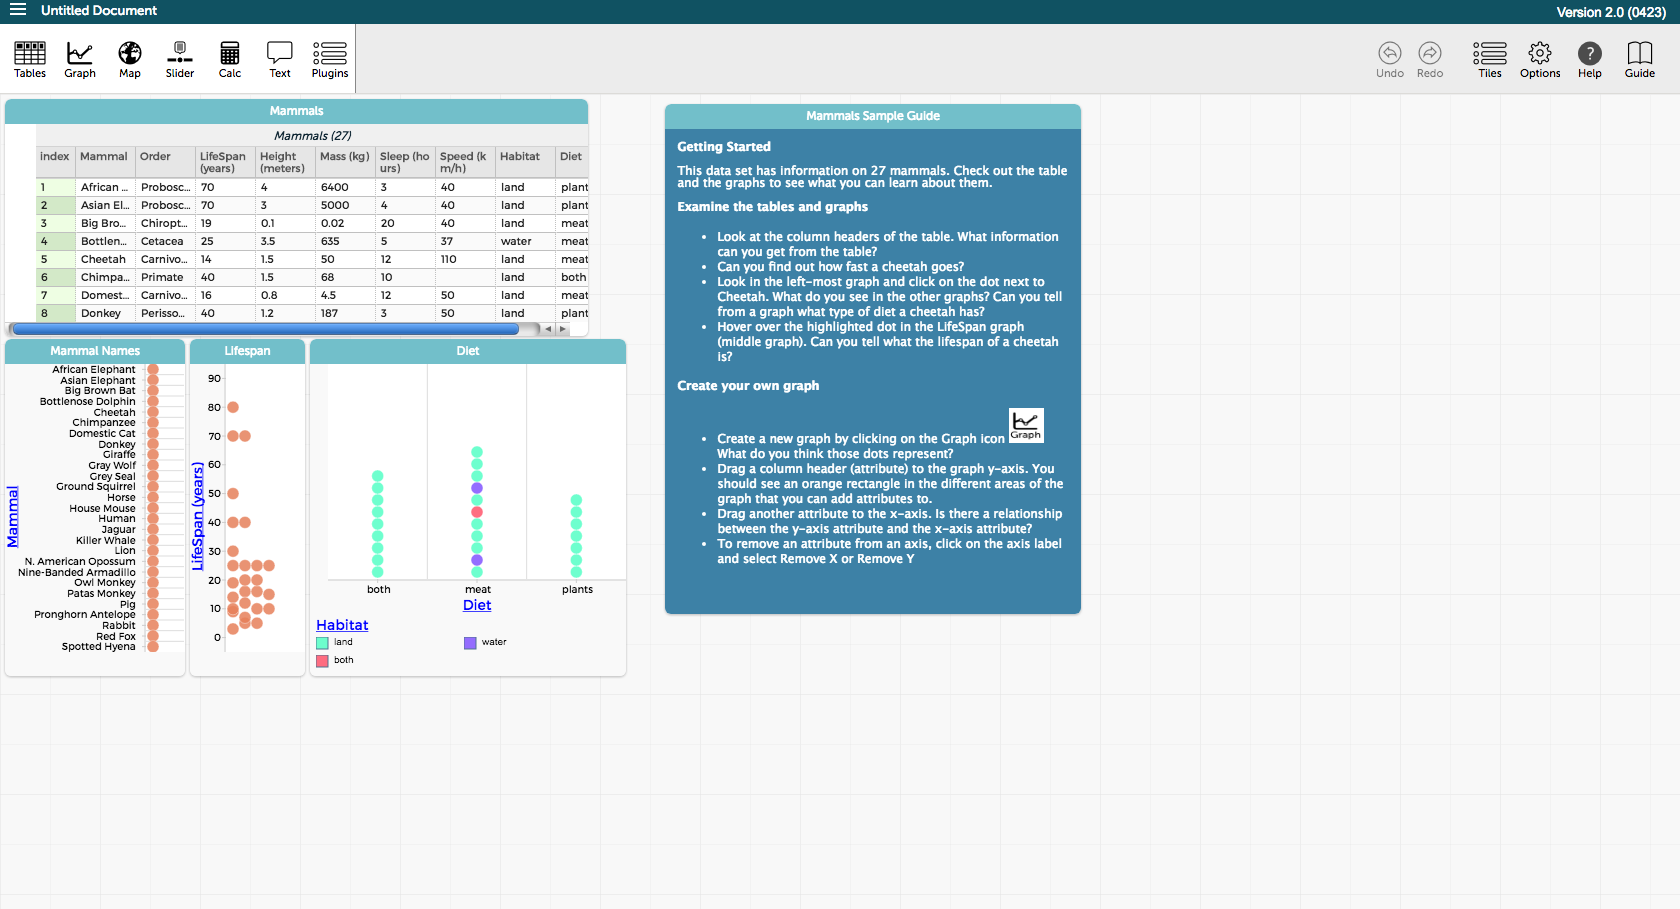 Untitled Document
Version 2.0 (0423)
Tables Graph Map Slider Calc Text Plugins
Undo Redo Tiles Options Help Guide
Mammals
Mammals (27)
index Mammal Order LifeSpan (years) Height (meters) Mass (kg) Sleep (ho urs) Speed (k m/h) Habitat Diet
1 African ... Probosc... 70 4 6400 3 40 land plant
2 Asian El... Probosc... 70 3 5000 4 40 land plant
3 Big Bro... Chiropt... 19 0.1 0.02 20 40 land meat
4 Bottlen... Cetacea 25 3.5 635 5 37 water meat
5 Cheetah Carnivo... 14 1.5 50 12 110 land meat
6 Chimpa... Primate 40 1.5 68 10 land both
7 Domest... Carnivo... 16 0.8 4.5 12 50 land meat
8 Donkey Perisso... 40 1.2 187 3 50 land plant
Mammal Names
African Elephant
Asian Elephant
Big Brown Bat
Bottlenose Dolphin
Cheetah
Chimpanzee
Domestic Cat
Donkey
Giraffe
Gray Wolf
Grey Seal
Ground Squirrel
Horse
House Mouse
Human
Jaguar
Killer Whale
Lion
N. American Opossum
Nine-Banded Armadillo
Owl Monkey
Patas Monkey
Pig
Pronghorn Antelope
Rabbit
Red Fox
Spotted Hyena
Mammal
Lifespan
90
80
70
60
50
40
30
20
10
0
LifeSpan (years)
Diet
both meat plants
Diet
Habitat
land water
both
Mammals Sample Guide
Getting Started
This data set has information on 27 mammals. Check out the table
and the graphs to see what you can learn about them.
Examine the tables and graphs
• Look at the column headers of the table. What information
can you get from the table?
• Can you find out how fast a cheetah goes?
• Look in the left-most graph and click on the dot next to
Cheetah. What do you see in the other graphs? Can you tell
from a graph what type of diet a cheetah has?
• Hover over the highlighted dot in the LifeSpan graph
(middle graph). Can you tell what the lifespan of a cheetah
is?
Create your own graph
• Create a new graph by clicking on the Graph icon Graph
What do you think those dots represent?
• Drag a column header (attribute) to the graph y-axis. You
should see an orange rectangle in the different areas of the
graph that you can add attributes to.
• Drag another attribute to the x-axis. Is there a relationship
between the y-axis attribute and the x-axis attribute?
• To remove an attribute from an axis, click on the axis label
and select Remove X or Remove Y